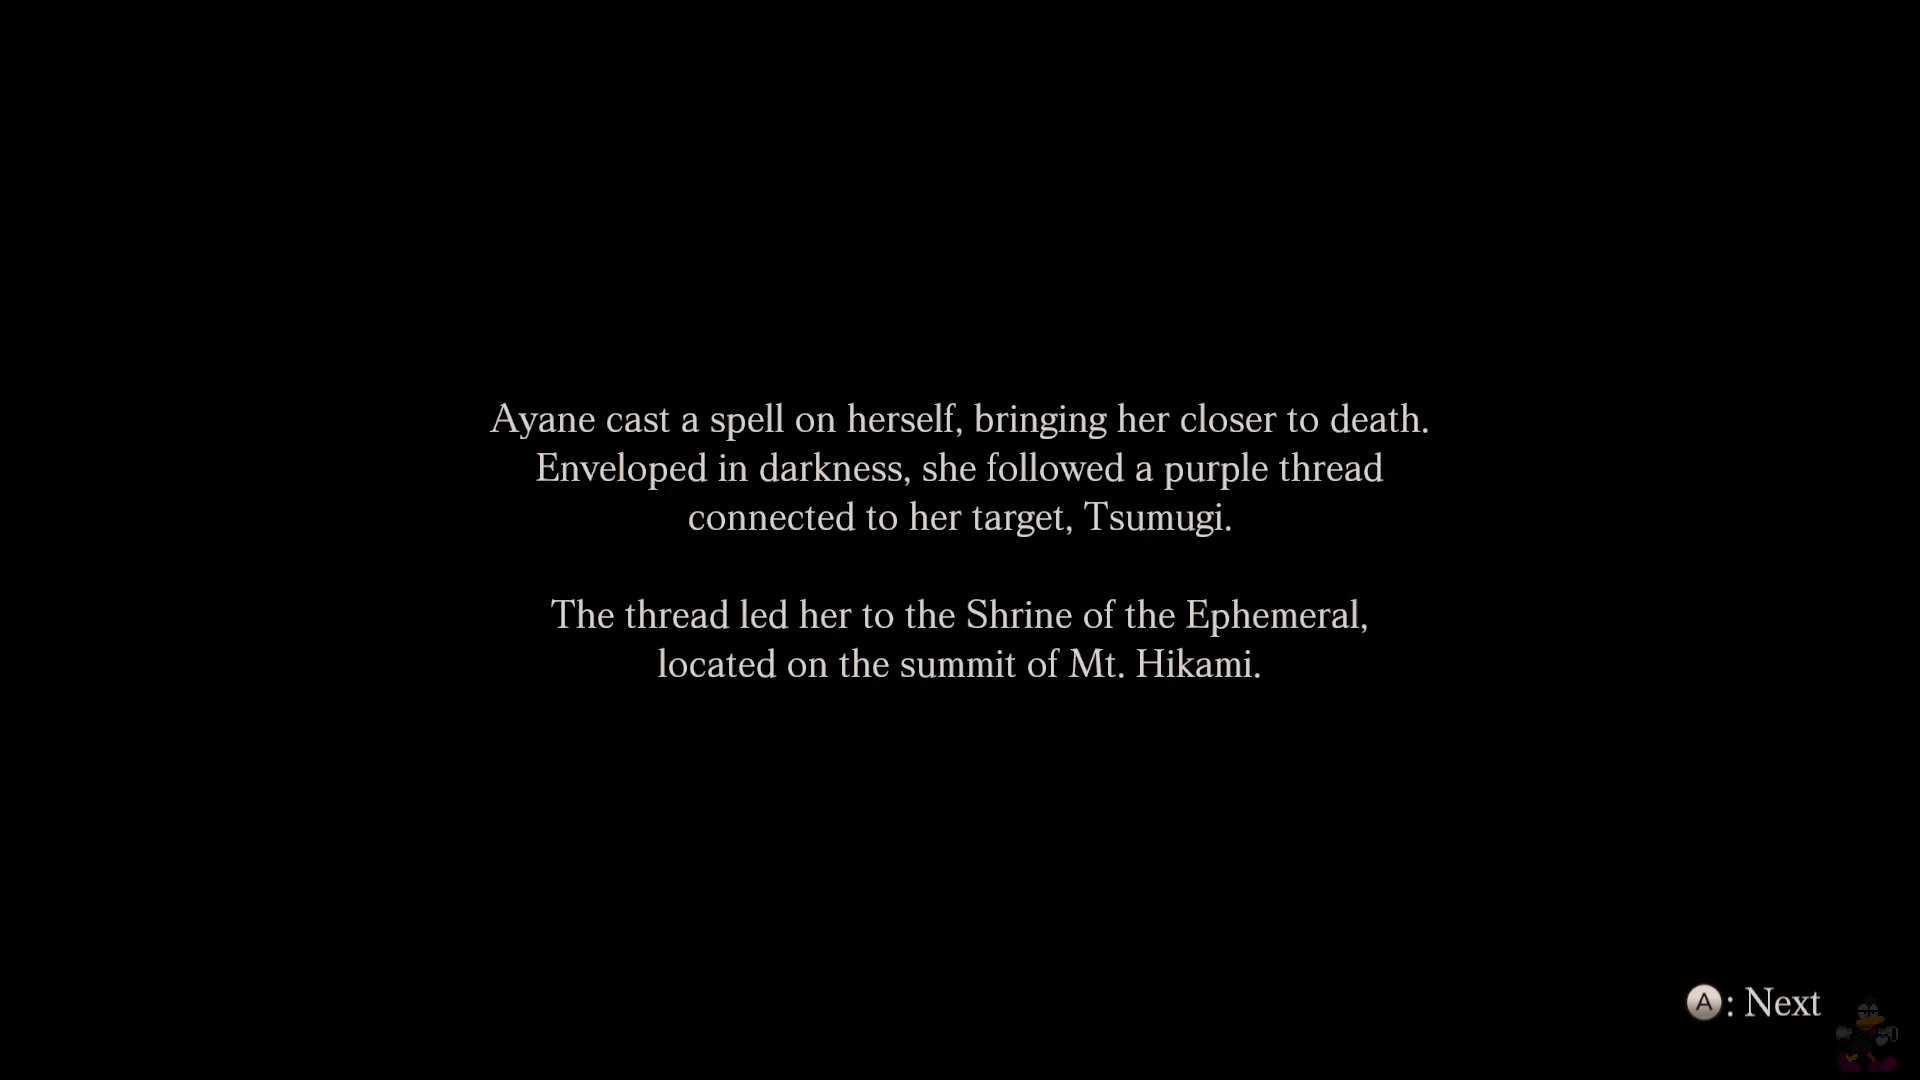 Ayane cast a spell on herself, bringing her closer to death.
Enveloped in darkness, she followed a purple thread
connected to her target, Tsumugi.
The thread led her to the Shrine of the Ephemeral,
located on the summit of Mt. Hikami.
A: Next